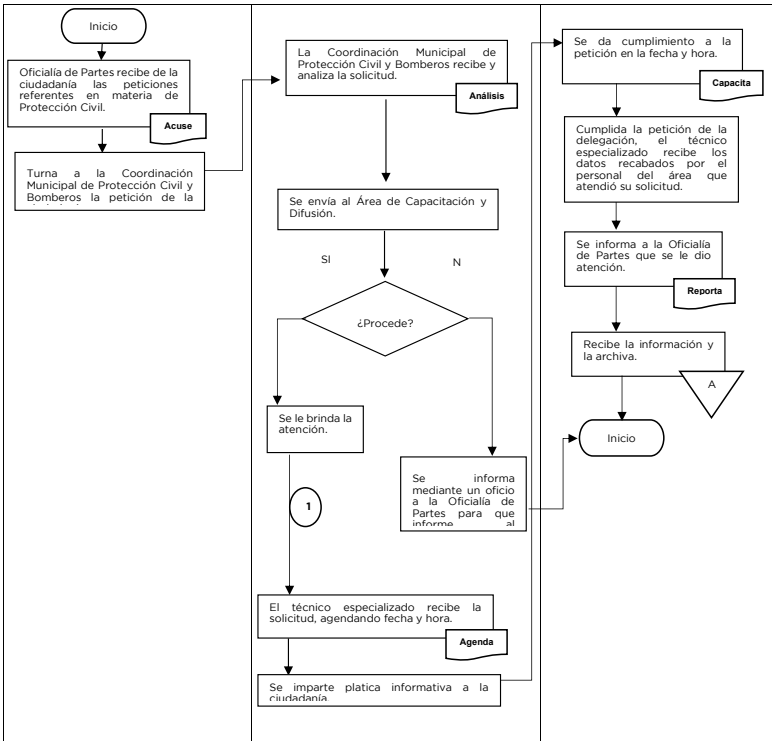 Inicio
Oficialía de Partes recibe de la
ciudadanía las peticiones
referentes en materia de
Protección Civil.
Acuse
Turna a la Coordinación
Municipal de Protección Civil y
Bomberos la petición de la
La Coordinación Municipal de
Protección Civil y Bomberos recibe y
analiza la solicitud.
Análisis
Se envía al Área de Capacitación y
Difusión.
SI
N
¿Procede?
Se le brinda la
atención.
1
Se informa
mediante un oficio
a la Oficialía de
Partes para que
informe al
El técnico especializado recibe la
solicitud, agendando fecha y hora.
Agenda
Se imparte platica informativa a la
ciudadanía.
Se da cumplimiento a la
petición en la fecha y hora.
Capacita
Cumplida la petición de la
delegación, el técnico
especializado recibe los
datos recabados por el
personal del área que
atendió su solicitud.
Se informa a la Oficialía
de Partes que se le dio
atención.
Reporta
Recibe la información y
la archiva.
A
Inicio